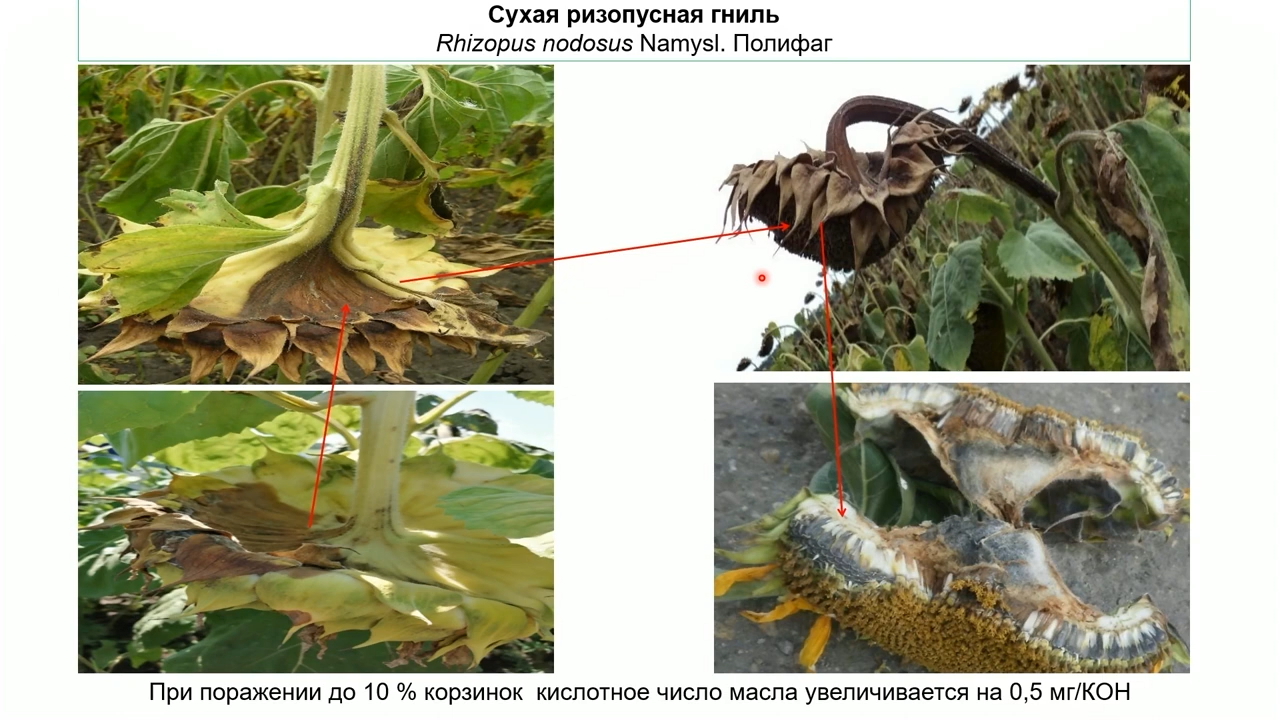 Сухая ризопусная гниль
Rhizopus nodosus Namysl. Полифаг
При поражении до 10 % корзинок кислотное число масла увеличивается на 0,5 мг/КОН